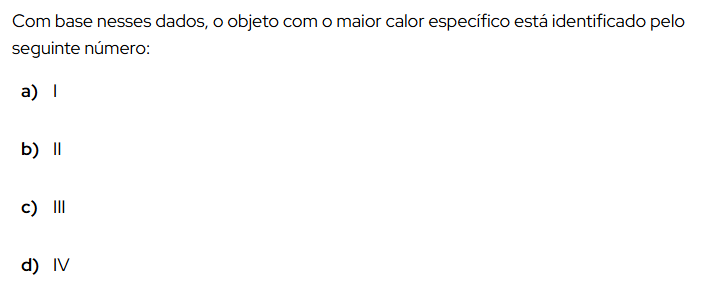 Com base nesses dados, o objeto com o maior calor específico está identificado pelo
seguinte número:
a) I
b) II
c) III
d) IV